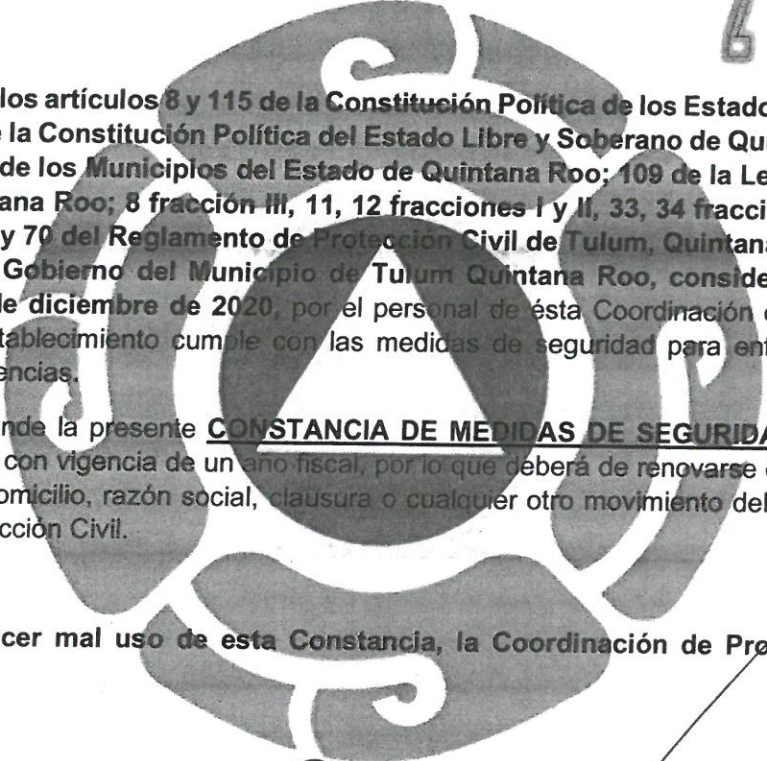 los artículos 8 y 115 de la Constitución Política de los Estado
la Constitución Política del Estado Libre y Soberano de Qu
de los Municipios del Estado de Quintana Roo; 109 de la Le
ana Roo; 8 fracción III, 11, 12 fracciones I y II, 33, 34 fracci
y 70 del Reglamento de Protección Civil de Tulum, Quintana
Gobierno del Municipio de Tulum Quintana Roo, conside
de diciembre de 2020, por el personal de ésta Coordinación
tablecimiento cumple con las medidas de seguridad para enf
encias.
nde la presente CONSTANCIA DE MEDIDAS DE SEGURIDA
con vigencia de un año fiscal, por lo que deberá de renovarse
omicilio, razón social, clausura o cualquier otro movimiento del
cción Civil.
cer mal uso de esta Constancia, la Coordinación de Pro